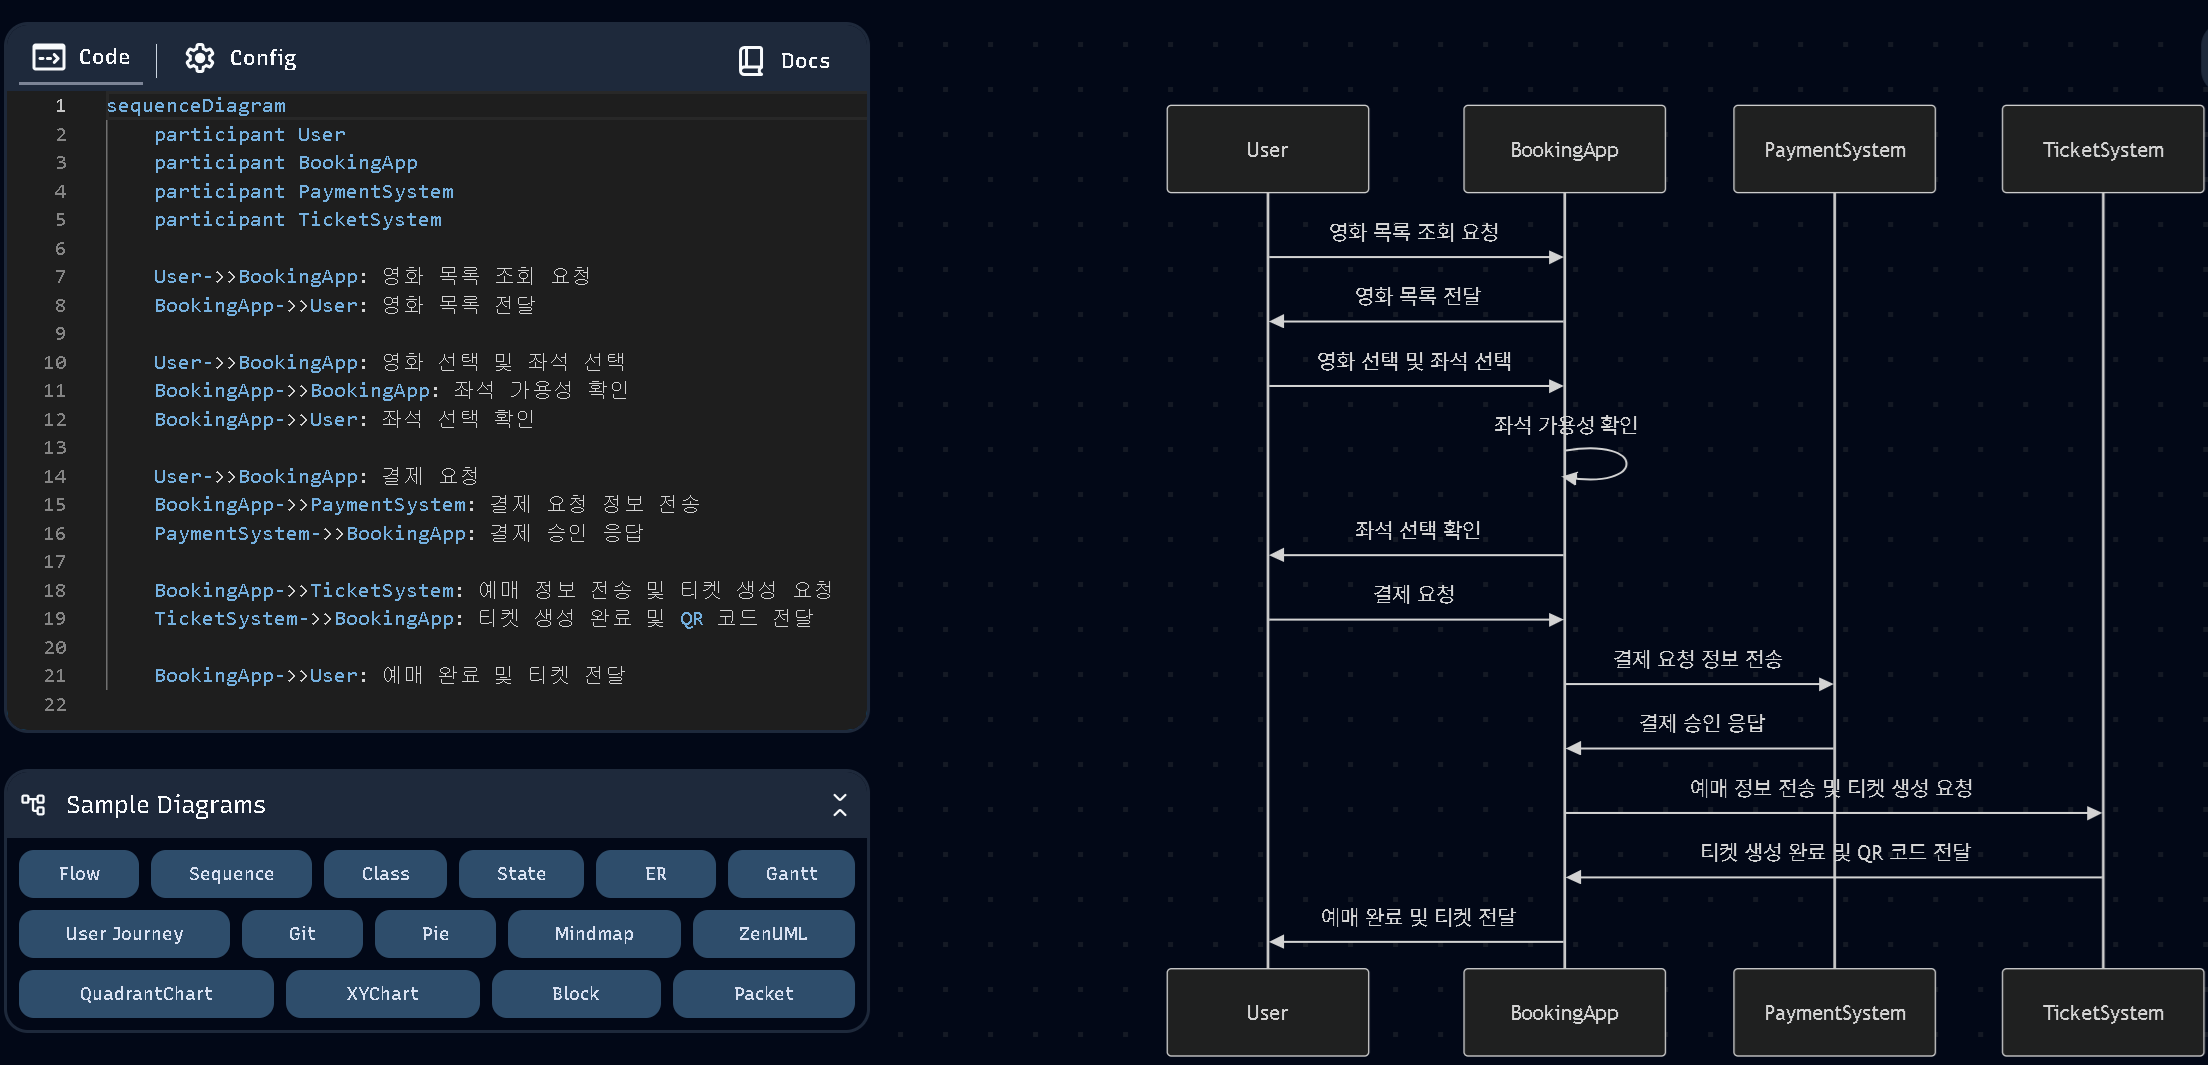 Code
Config
Docs
1 sequenceDiagram
2 participant User
3 participant BookingApp
4 participant PaymentSystem
5 participant TicketSystem
6
7 User->>BookingApp: 영화 목록 조회 요청
8 BookingApp->>User: 영화 목록 전달
9
10 User->>BookingApp: 영화 선택 및 좌석 선택
11 BookingApp->>BookingApp: 좌석 가용성 확인
12 BookingApp->>User: 좌석 선택 확인
13
14 User->>BookingApp: 결제 요청
15 BookingApp->>PaymentSystem: 결제 요청 정보 전송
16 PaymentSystem->>BookingApp: 결제 승인 응답
17
18 BookingApp->>TicketSystem: 예매 정보 전송 및 티켓 생성 요청
19 TicketSystem->>BookingApp: 티켓 생성 완료 및 QR 코드 전달
20
21 BookingApp->>User: 예매 완료 및 티켓 전달
22
Sample Diagrams
Flow
Sequence
Class
State
ER
Gantt
User Journey
Git
Pie
Mindmap
ZenUML
QuadrantChart
XYChart
Block
Packet
User
BookingApp
PaymentSystem
TicketSystem
영화 목록 조회 요청
영화 목록 전달
영화 선택 및 좌석 선택
좌석 가용성 확인
좌석 선택 확인
결제 요청
결제 요청 정보 전송
결제 승인 응답
예매 정보 전송 및 티켓 생성 요청
티켓 생성 완료 및 QR 코드 전달
예매 완료 및 티켓 전달
User
BookingApp
PaymentSystem
TicketSystem